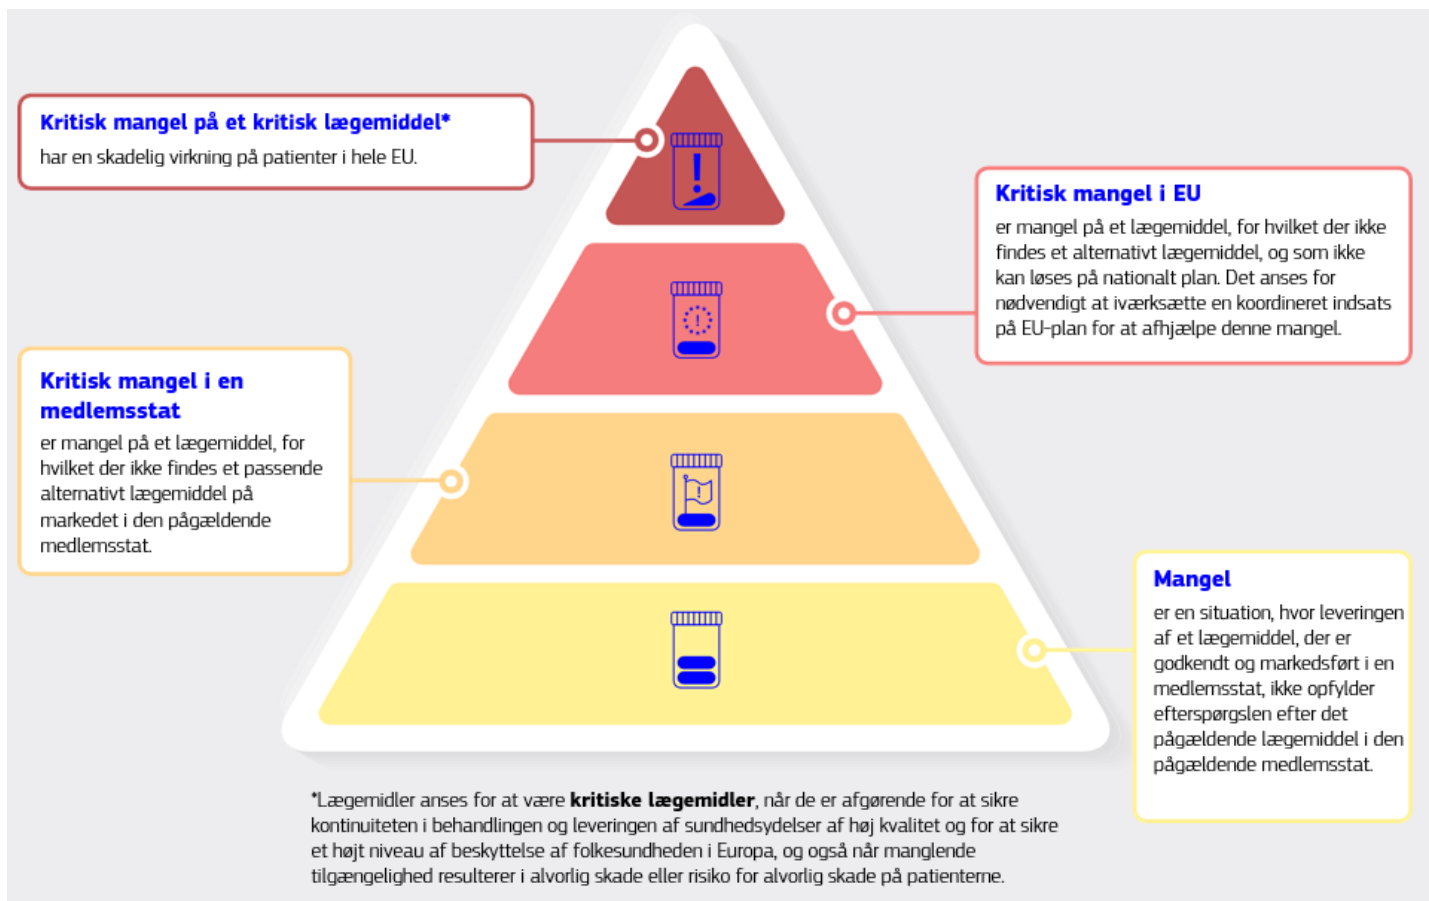 Kritisk mangel på et kritisk lægemiddel*
har en skadelig virkning på patienter i hele EU.
Kritisk mangel i EU
er mangel på et lægemiddel, for hvilket der ikke
findes et alternativt lægemiddel, og som ikke
kan løses på nationalt plan. Det anses for
nødvendigt at iværksætte en koordineret indsats
på EU-plan for at afhjælpe denne mangel.
Kritisk mangel i en
medlemsstat
er mangel på et lægemiddel, for
hvilket der ikke findes et passende
alternativt lægemiddel på
markedet i den pågældende
medlemsstat.
Mangel
er en situation, hvor leveringen
af et lægemiddel, der er
godkendt og markedsført i en
medlemsstat, ikke opfylder
efterspørgslen efter det
pågældende lægemiddel i den
pågældende medlemsstat.
*Lægemidler anses for at være kritiske lægemidler, når de er afgørende for at sikre
kontinuiteten i behandlingen og leveringen af sundhedsydelser af høj kvalitet og for at sikre
et højt niveau af beskyttelse af folkesundheden i Europa, og også når manglende
tilgængelighed resulterer i alvorlig skade eller risiko for alvorlig skade på patienterne.